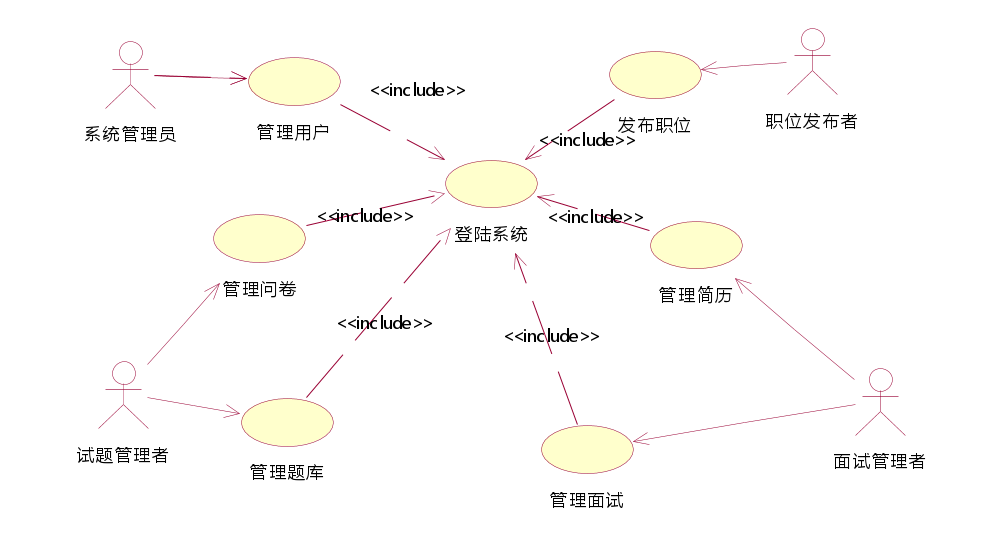 <<include>>
系统管理员
管理用户
发布职位
职位发布者
<<include>>
<<include>>
<<include>>
登陆系统
管理问卷
管理简历
<<include>>
<<include>>
试题管理者
管理题库
管理面试
面试管理者